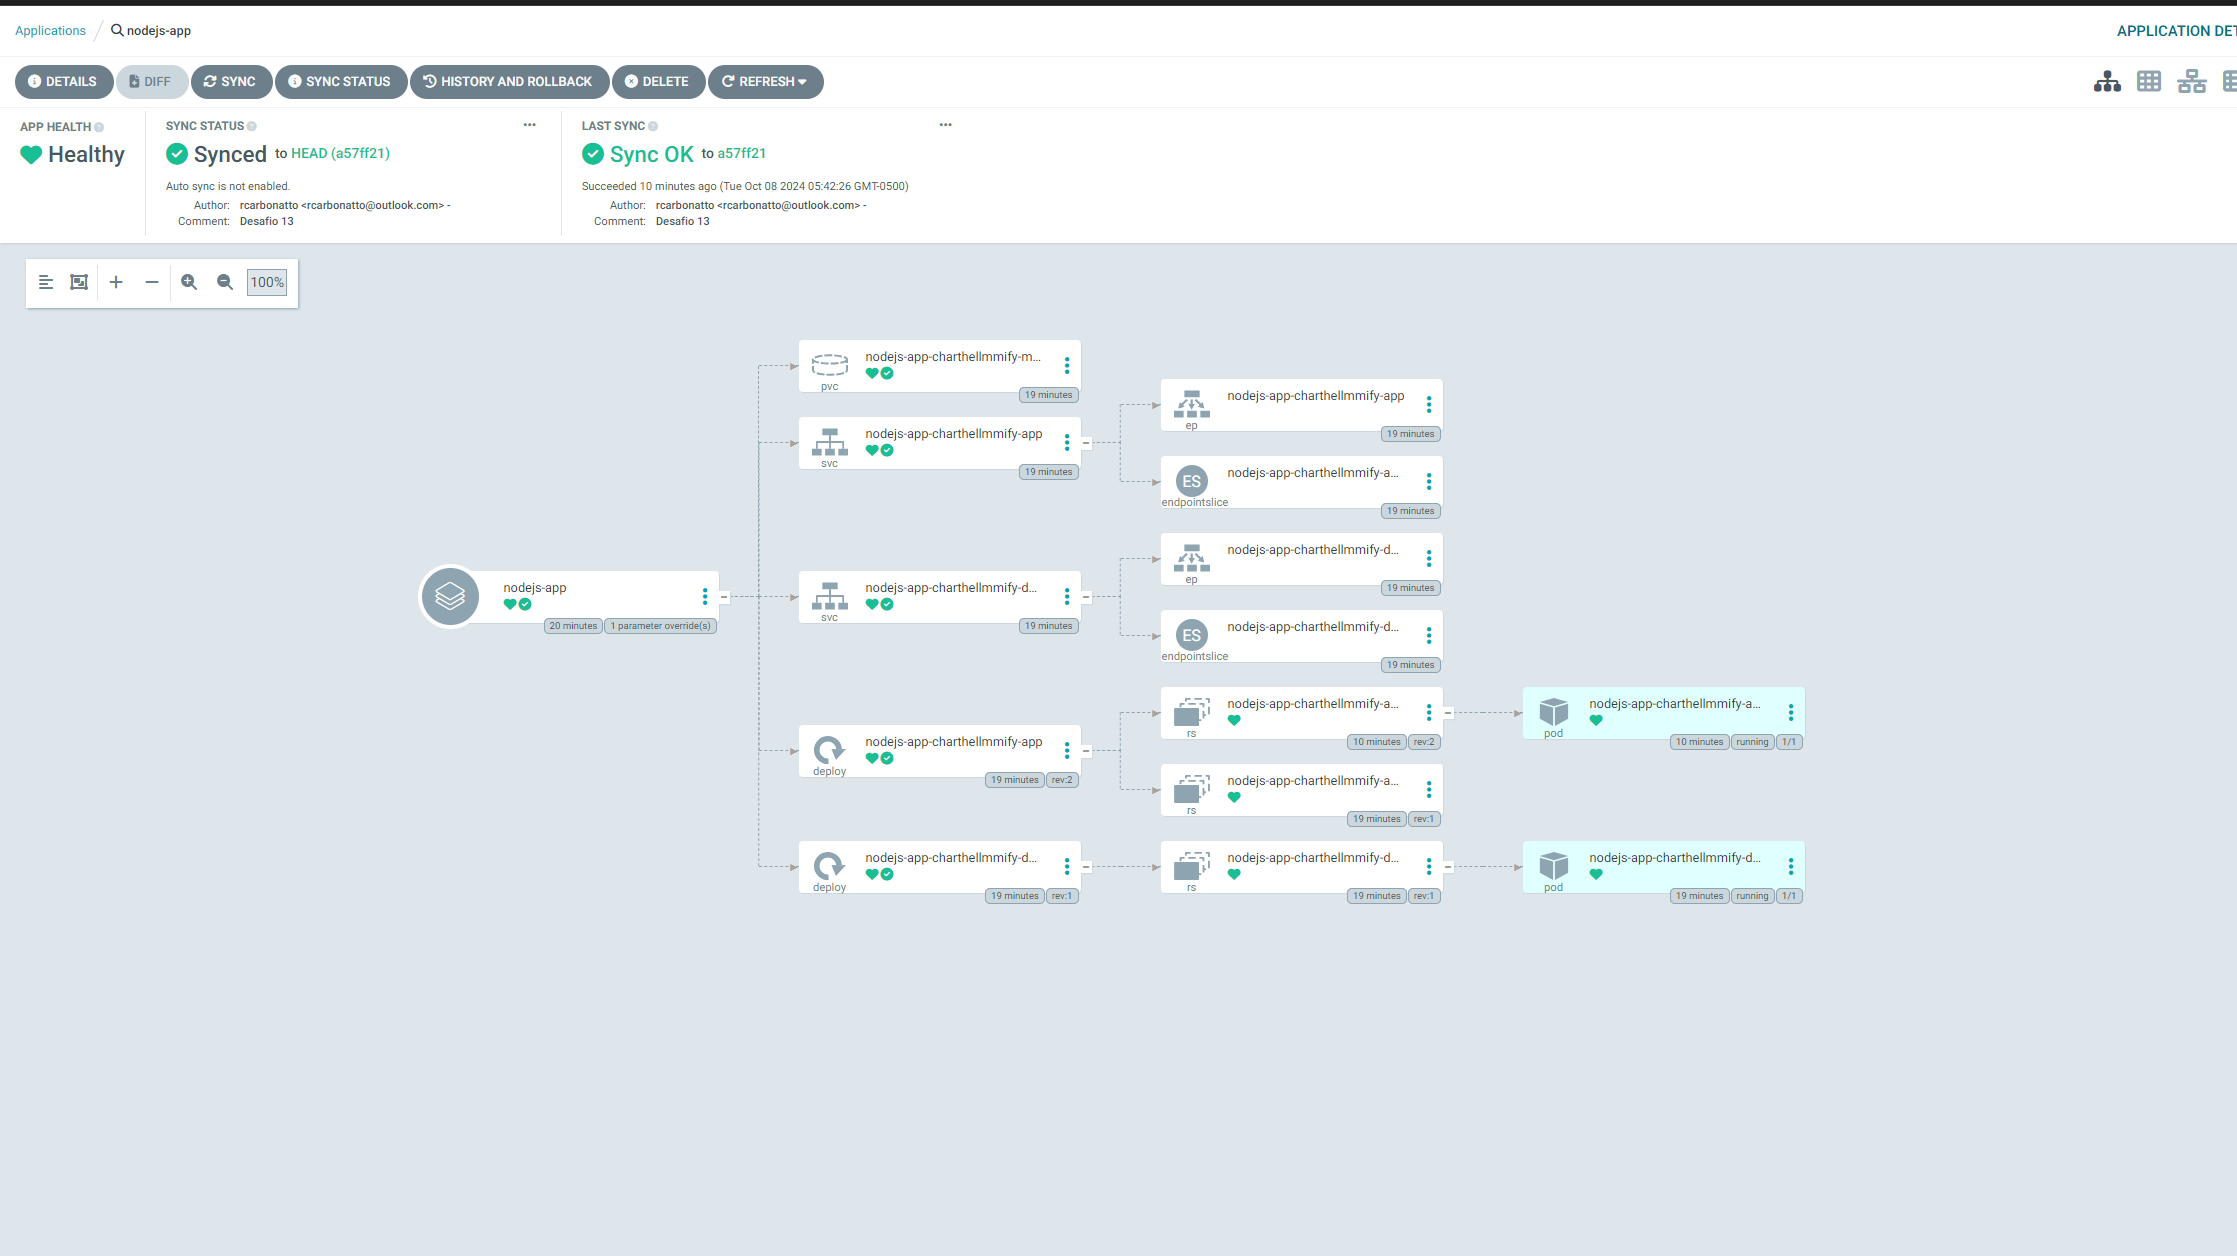 Applications
nodejs-app
APPLICATION DET
DETAILS
DIFF
SYNC
SYNC STATUS
HISTORY AND ROLLBACK
DELETE
REFRESH
APP HEALTH
Healthy
SYNC STATUS
Synced to HEAD (a57ff21)
Auto sync is not enabled.
Author: rcarbonatto <rcarbonatto@outlook.com> -
Comment: Desafio 13
LAST SYNC
Sync OK to a57ff21
Succeeded 10 minutes ago (Tue Oct 08 2024 05:42:26 GMT-0500)
Author: rcarbonatto <rcarbonatto@outlook.com> -
Comment: Desafio 13
100%
nodejs-app
20 minutes
1 parameter override(s)
nodejs-app-charthellmmify-m...
pvc
19 minutes
nodejs-app-charthellmmify-app
svc
19 minutes
nodejs-app-charthellmmify-app
ep
19 minutes
nodejs-app-charthellmmify-a...
ES
endpointslice
19 minutes
nodejs-app-charthellmmify-d...
svc
19 minutes
nodejs-app-charthellmmify-d...
ep
19 minutes
nodejs-app-charthellmmify-d...
ES
endpointslice
19 minutes
nodejs-app-charthellmmify-app
deploy
19 minutes
rev:2
nodejs-app-charthellmmify-a...
rs
10 minutes
rev:2
nodejs-app-charthellmmify-a...
pod
10 minutes
running
1/1
nodejs-app-charthellmmify-a...
rs
19 minutes
rev:1
nodejs-app-charthellmmify-d...
deploy
19 minutes
rev:1
nodejs-app-charthellmmify-d...
rs
19 minutes
rev:1
nodejs-app-charthellmmify-d...
pod
19 minutes
running
1/1